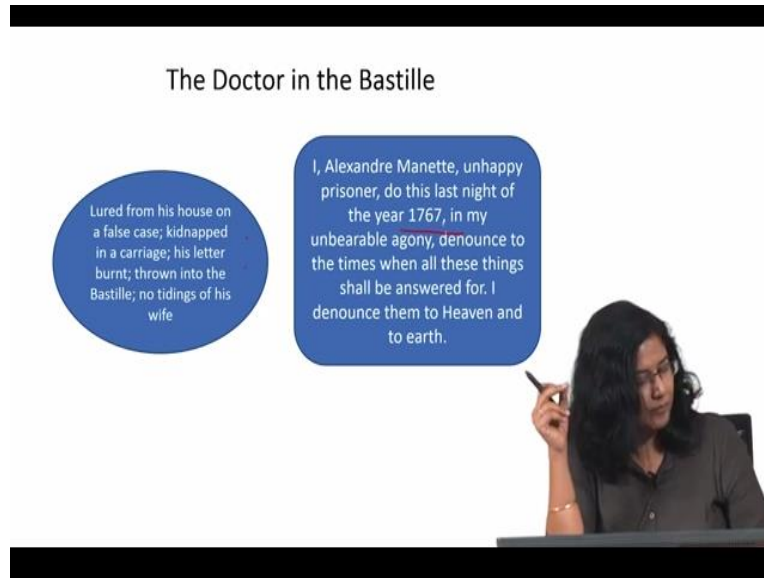 The Doctor in the Bastille
Lured from his house on
a false case; kidnapped
in a carriage; his letter
burnt; thrown into the
Bastille; no tidings of his
wife
I, Alexandre Manette, unhappy
prisoner, do this last night of
the year 1767, in my
unbearable agony, denounce to
the times when all these things
shall be answered for. I
denounce them to Heaven and
to earth.